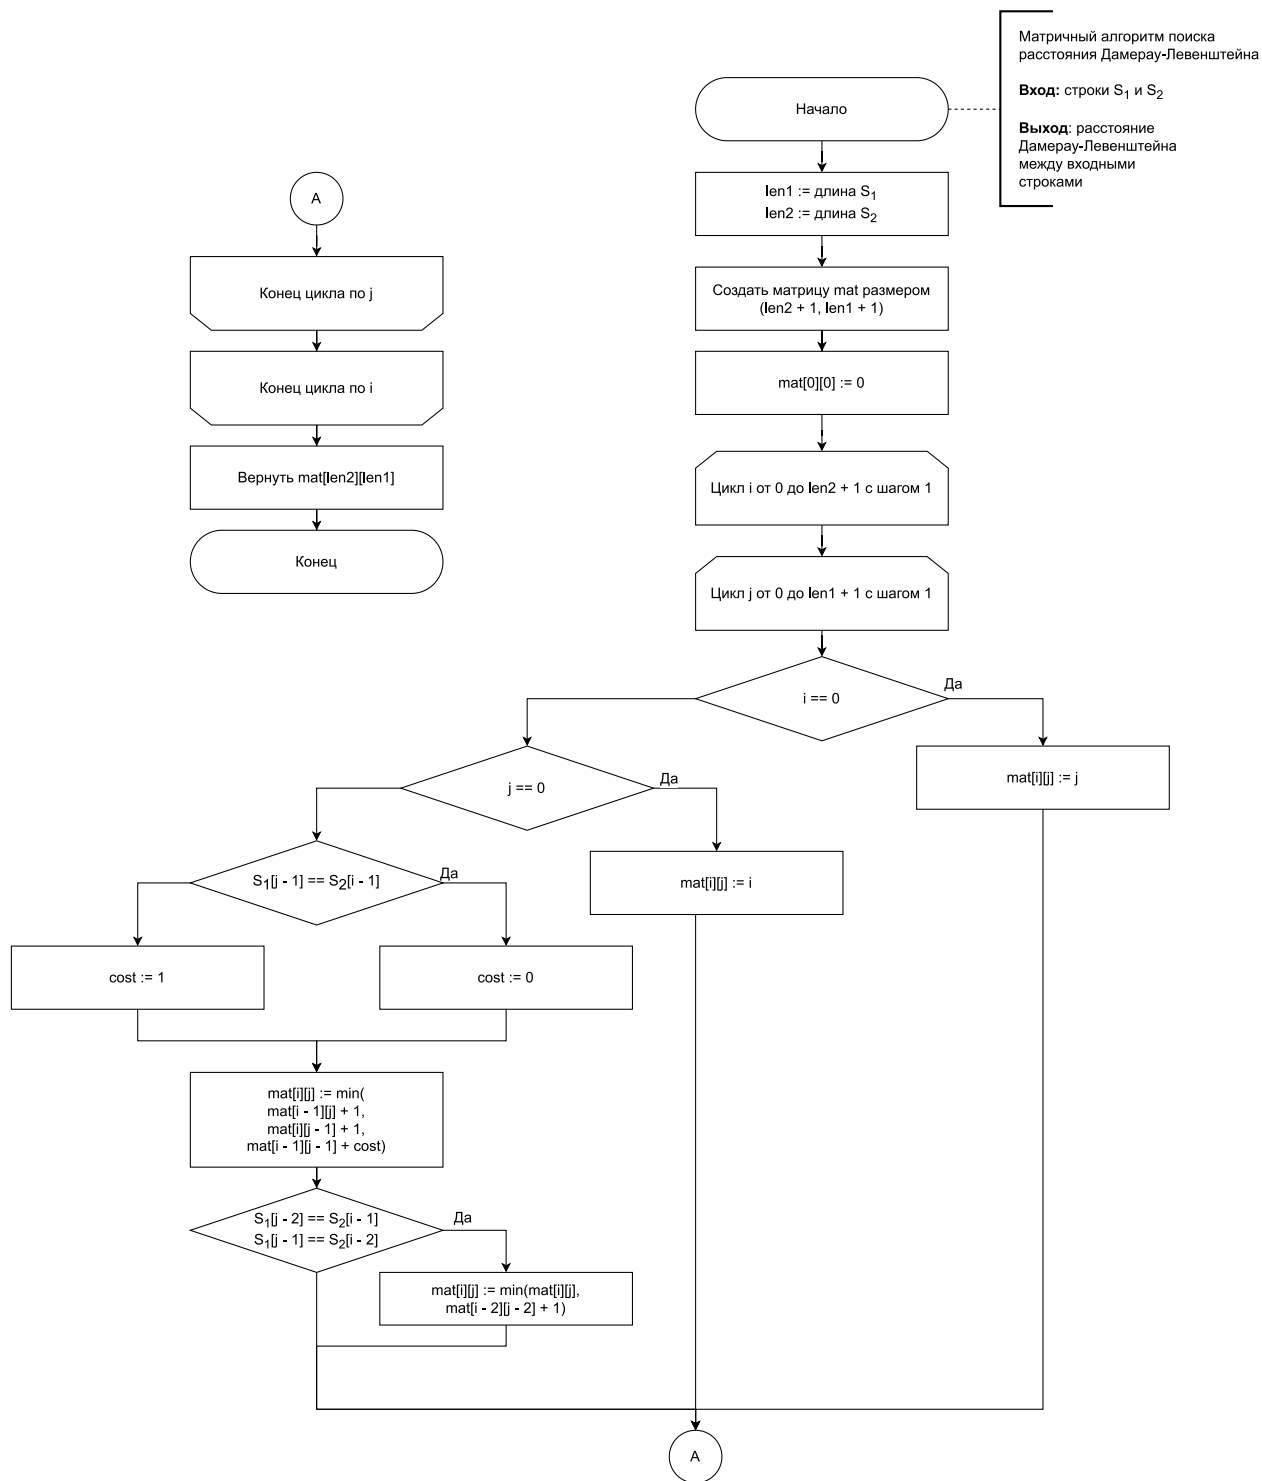 Матричный алгоритм поиска
расстояния Дамерау-Левенштейна
Вход: строки S₁ и S₂
Выход: расстояние
Дамерау-Левенштейна
между входными
строками
Начало
len1 := длина S₁
len2 := длина S₂
Создать матрицу mat размером
(len2 + 1, len1 + 1)
mat[0][0] := 0
Цикл i от 0 до len2 + 1 с шагом 1
Цикл j от 0 до len1 + 1 с шагом 1
i == 0
Да
mat[i][j] := j
j == 0
Да
mat[i][j] := i
S₁[j - 1] == S₂[i - 1]
Да
cost := 1
cost := 0
mat[i][j] := min(
mat[i - 1][j] + 1,
mat[i][j - 1] + 1,
mat[i - 1][j - 1] + cost)
S₁[j - 2] == S₂[i - 1]
S₁[j - 1] == S₂[i - 2]
Да
mat[i][j] := min(mat[i][j],
mat[i - 2][j - 2] + 1)
A
A
Конец цикла по j
Конец цикла по i
Вернуть mat[len2][len1]
Конец